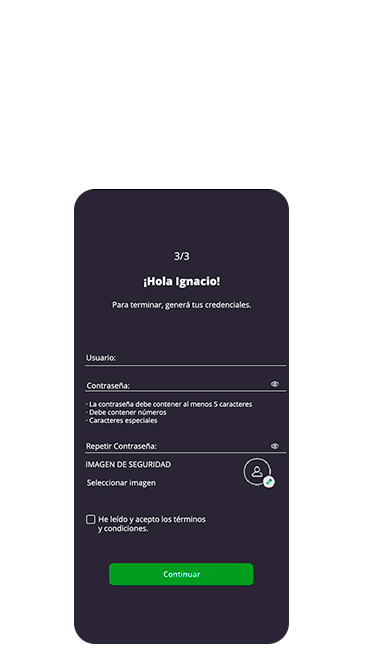 3/3
¡Hola Ignacio!
Para terminar, generá tus credenciales.
Usuario:
Contraseña:
· La contraseña debe contener al menos 5 caracteres
· Debe contener números
· Caracteres especiales
Repetir Contraseña:
IMAGEN DE SEGURIDAD
Seleccionar imagen
He leído y acepto los términos
y condiciones.
Continuar